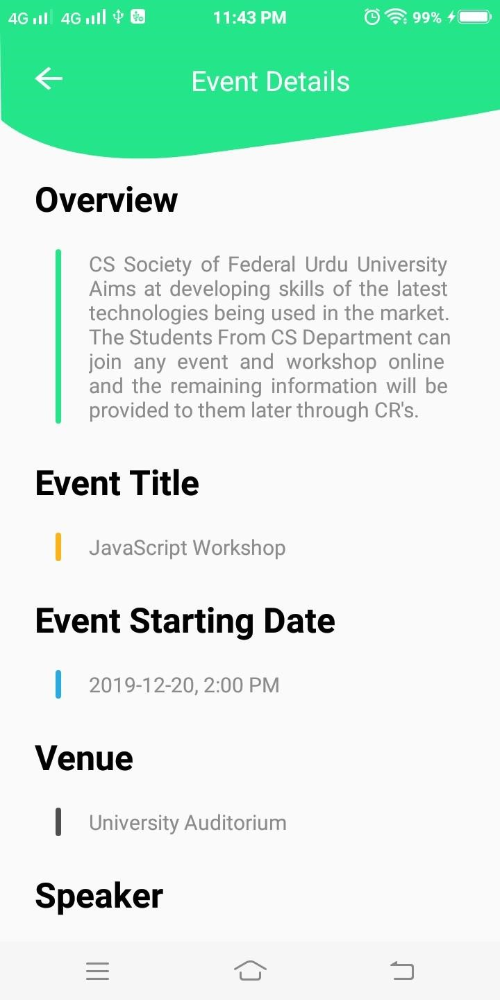 4G 4G 11:43 PM 99%
Event Details
Overview
CS Society of Federal Urdu University
Aims at developing skills of the latest
technologies being used in the market.
The Students From CS Department can
join any event and workshop online
and the remaining information will be
provided to them later through CR's.
Event Title
JavaScript Workshop
Event Starting Date
2019-12-20, 2:00 PM
Venue
University Auditorium
Speaker